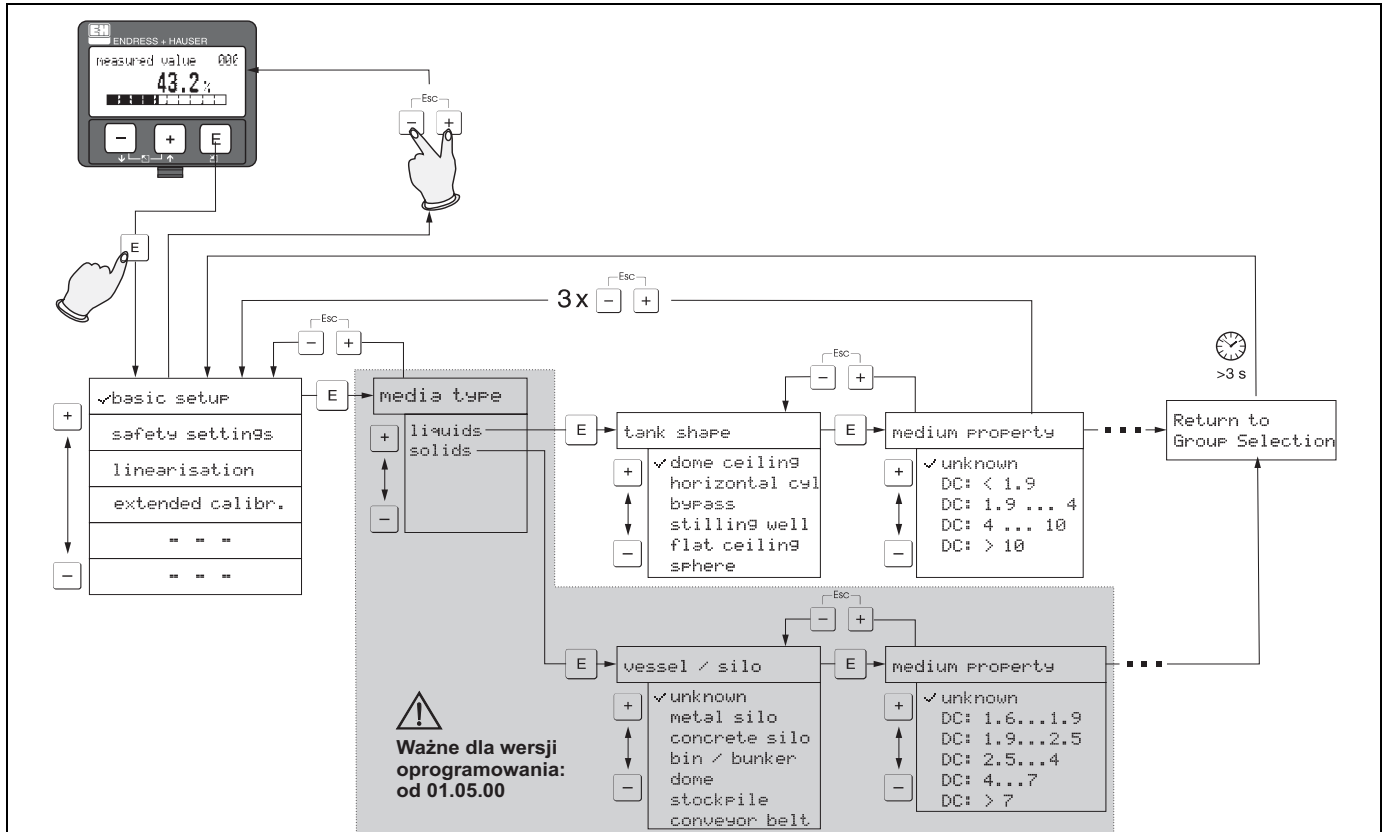 EH
ENDRESS + HAUSER
measured value 000
43.2%
- + E
Esc
- +
E
Esc
3x - +
Esc
- +
>3 s
✓basic setup
safety settings
linearisation
extended calibr.
- - -
- - -
+
-
E
media type
liquids
solids
+
-
E
Esc
- +
tank shape
✓dome ceiling
horizontal cyl
bypass
stilling well
flat ceiling
sphere
+
-
E
medium property
✓unknown
DC: < 1.9
DC: 1.9 ... 4
DC: 4 ... 10
DC: > 10
+
-
Return to
Group Selection
E
Esc
- +
vessel / silo
✓unknown
metal silo
concrete silo
bin / bunker
dome
stockpile
conveyor belt
+
-
E
medium property
✓unknown
DC: 1.6...1.9
DC: 1.9...2.5
DC: 2.5...4
DC: 4...7
DC: > 7
+
-
Ważne dla wersji
oprogramowania:
od 01.05.00